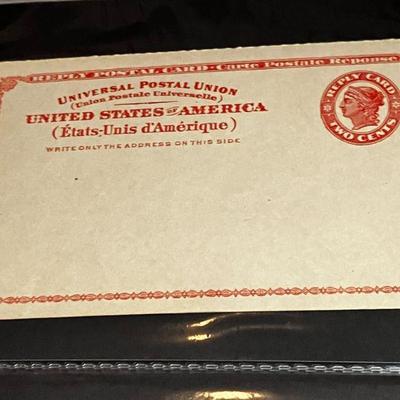 REPLY POSTAL CARD-Carte Postale Réponse
UNIVERSAL POSTAL UNION
(Union Postale Universelle)
UNITED STATES OF AMERICA
(États-Unis d'Amérique)
WRITE ONLY THE ADDRESS ON THIS SIDE
REPLY CARD
TWO CENTS